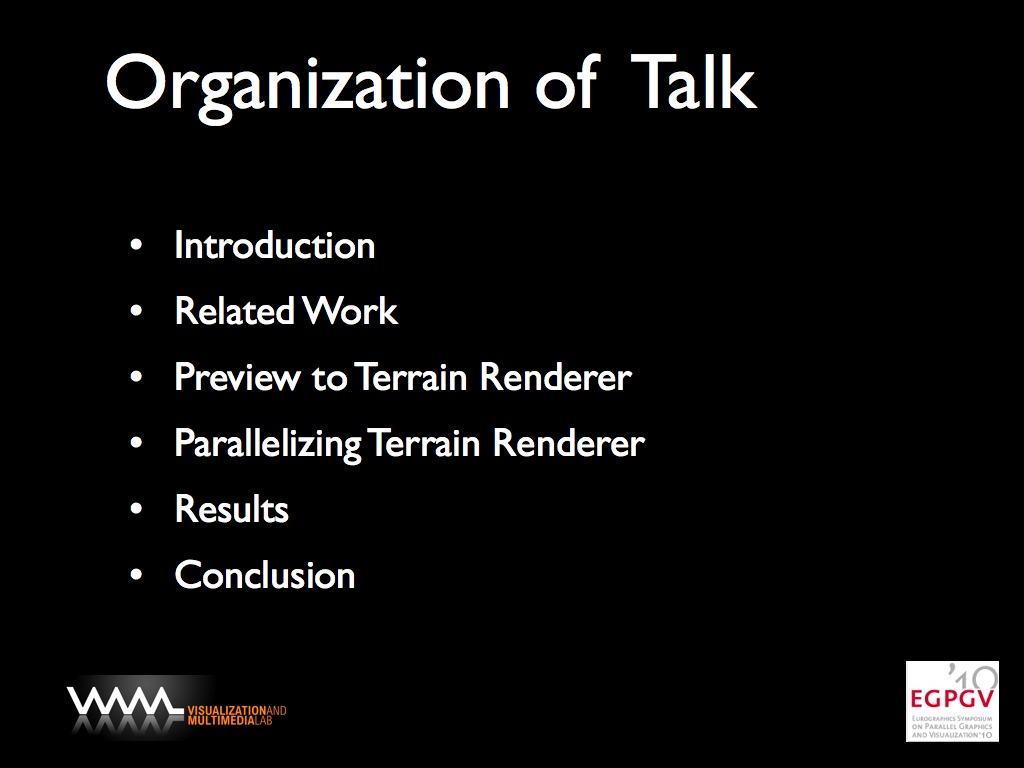 Organization of Talk
• Introduction
• Related Work
• Preview to Terrain Renderer
• Parallelizing Terrain Renderer
• Results
• Conclusion
VISUALIZATIONAND
MULTIMEDIALAB
'10
EGPGV
EUROGRAPHICS SYMPOSIUM
ON PARALLEL GRAPHICS
AND VISUALIZATION'10